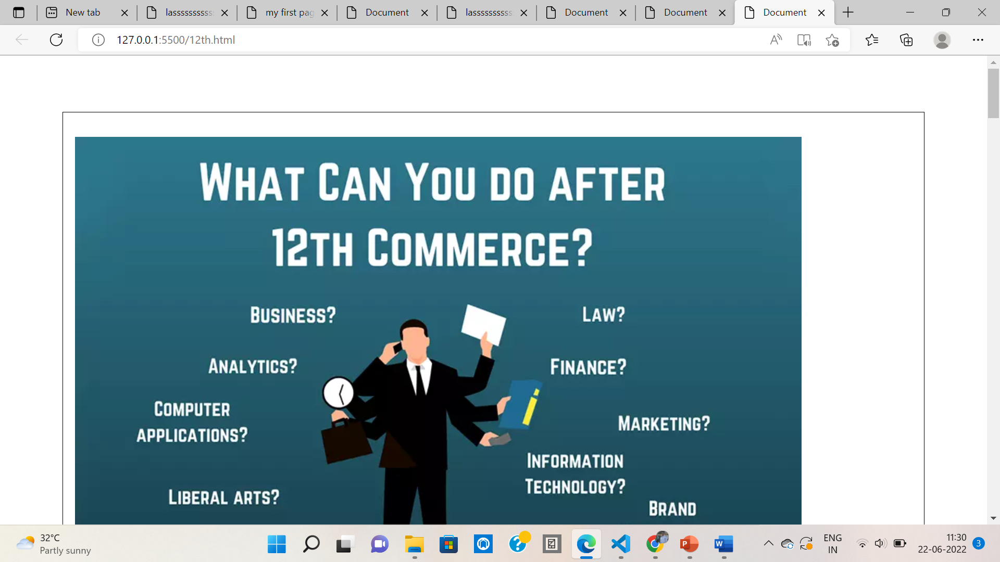 New tab
lasssssssssss
my first pag
Document
lasssssssssss
Document
Document
Document
127.0.0.1:5500/12th.html
What Can You do after
12th Commerce?
Business?
Law?
Analytics?
Finance?
Computer
applications?
Marketing?
Information
Technology?
Liberal arts?
Brand
32°C
Partly sunny
ENG
IN
11:30
22-06-2022
3